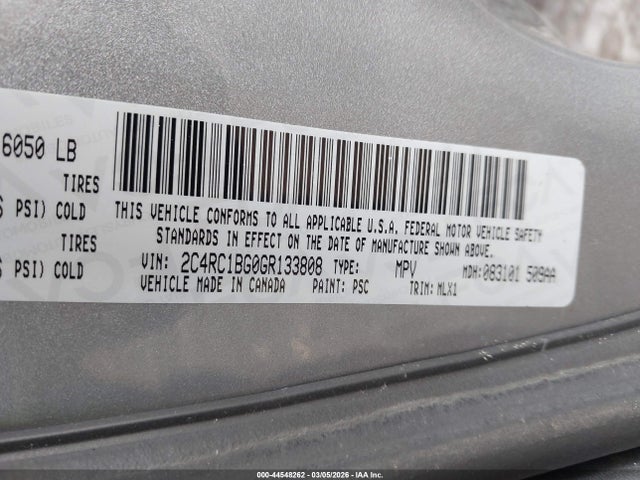 6050 LB
TIRES
PSI) COLD
TIRES
PSI) COLD
THIS VEHICLE CONFORMS TO ALL APPLICABLE U.S.A. FEDERAL MOTOR VEHICLE SAFETY
STANDARDS IN EFFECT ON THE DATE OF MANUFACTURE SHOWN ABOVE.
VIN: 2C4RC1BG0GR133808 TYPE: MPV MDH: 083101 509AA
VEHICLE MADE IN CANADA PAINT: PSC TRIM: MLX1
000-44548262 - 03/05/2026 - IAA Inc.